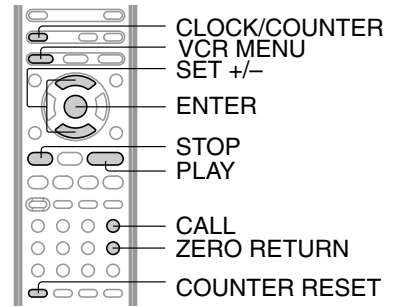 CLOCK/COUNTER
VCR MENU
SET +/–
ENTER
STOP
PLAY
CALL
ZERO RETURN
COUNTER RESET